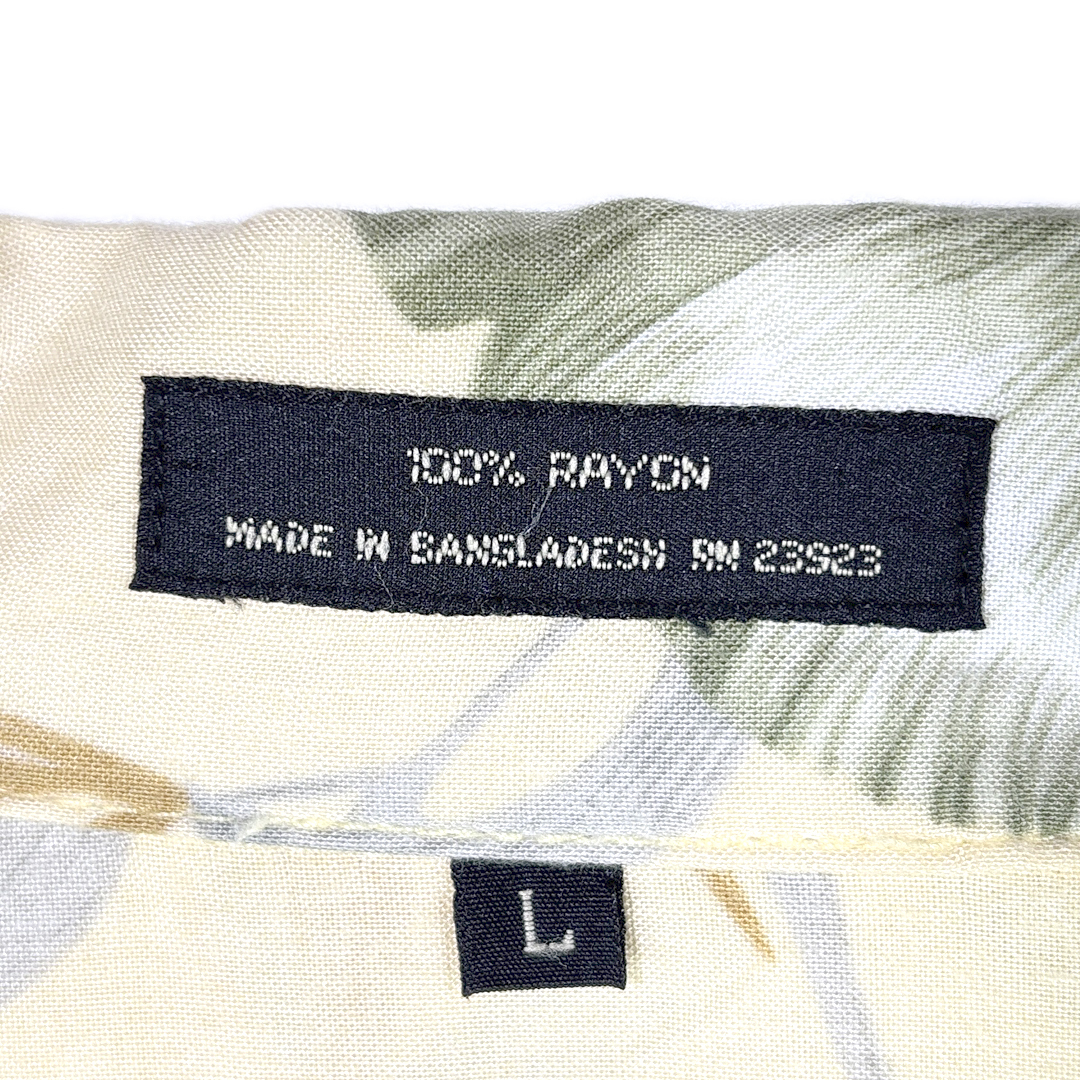 100% RAYON
MADE IN BANGLADESH RN 23923
L